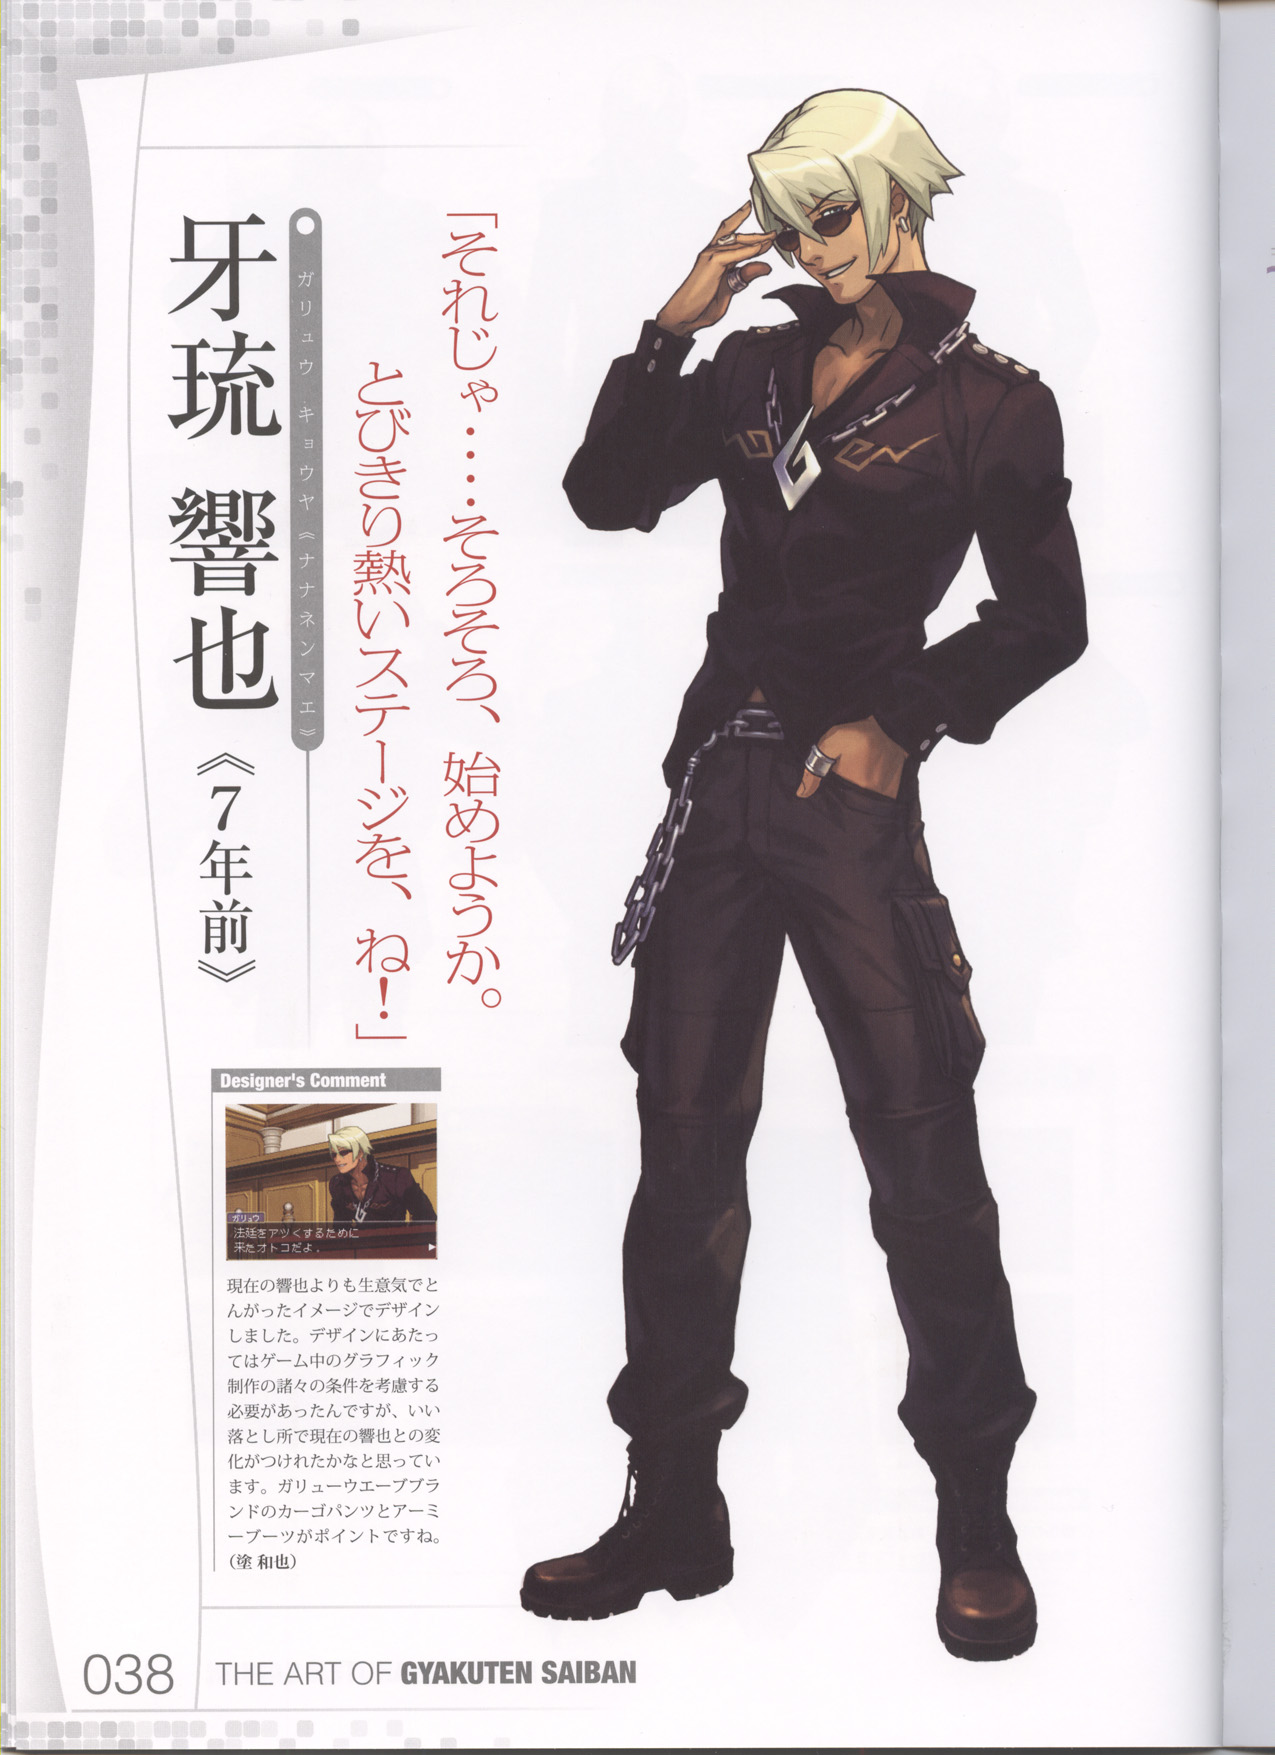 「それじゃ‥‥そろそろ、始めようか。
とびきり熱いステージを、ね！」
ガリュウ キョウヤ《ナナネンマエ》
牙琉 響也《7年前》
Designer's Comment
ガリュウ
法廷をアツくするために
来たオトコだよ．
現在の響也よりも生意気でと
んがったイメージでデザイン
しました。デザインにあたっ
てはゲーム中のグラフィック
制作の諸々の条件を考慮する
必要があったんですが、いい
落とし所で現在の響也との変
化がつけれたかなと思ってい
ます。ガリューウエーブブラ
ンドのカーゴパンツとアーミ
ーブーツがポイントですね。
（塗 和也）
038
THE ART OF GYAKUTEN SAIBAN